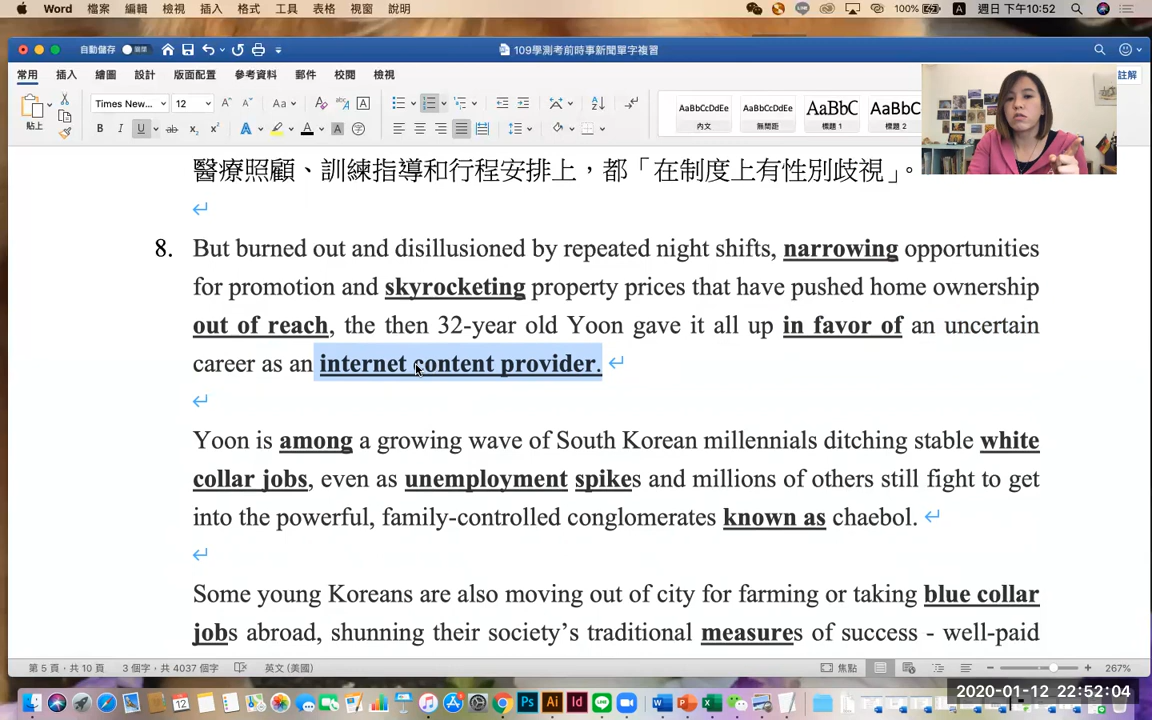 Word 檔案 編輯 檢視 插入 格式 工具 表格 視窗 說明 100% A 週日 下午10:52
自動儲存 109學測考前時事新聞單字複習
常用 插入 繪圖 設計 版面配置 參考資料 郵件 校閱 檢視 註解
貼上 Times New... 12 AaBbCcDdEe AaBbCcDdEe AaBbC AaBbC
B I U ab x₂ x² 內文 無間距 標題 1 標題 2
醫療照顧、訓練指導和行程安排上，都「在制度上有性別歧視」。
8. But burned out and disillusioned by repeated night shifts, narrowing opportunities
for promotion and skyrocketing property prices that have pushed home ownership
out of reach, the then 32-year old Yoon gave it all up in favor of an uncertain
career as an internet content provider.
Yoon is among a growing wave of South Korean millennials ditching stable white
collar jobs, even as unemployment spikes and millions of others still fight to get
into the powerful, family-controlled conglomerates known as chaebol.
Some young Koreans are also moving out of city for farming or taking blue collar
jobs abroad, shunning their society's traditional measures of success - well-paid
第 5 頁，共 10 頁 3 個字，共 4037 個字 英文 (美國) 焦點 267%
2020-01-12 22:52:04